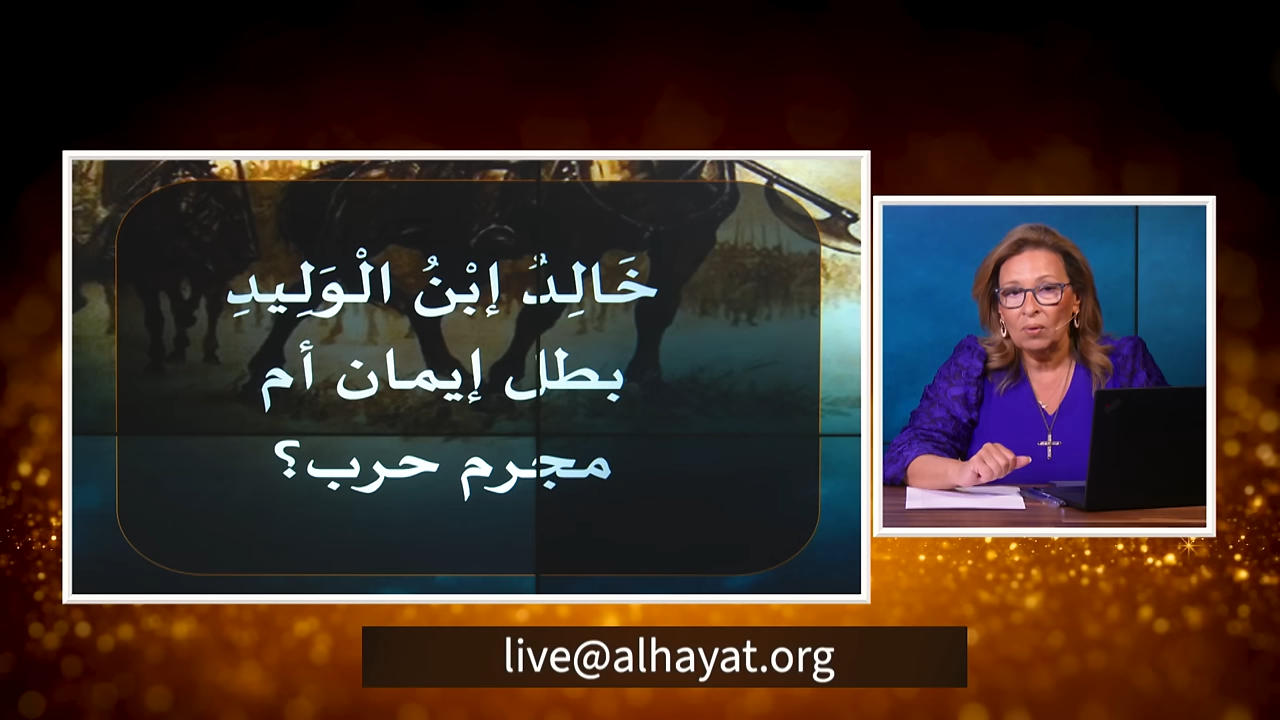 خَالِدُ إبْنُ الْوَلِيدِ
بطل إيمان أم
مجرم حرب؟
live@alhayat.org